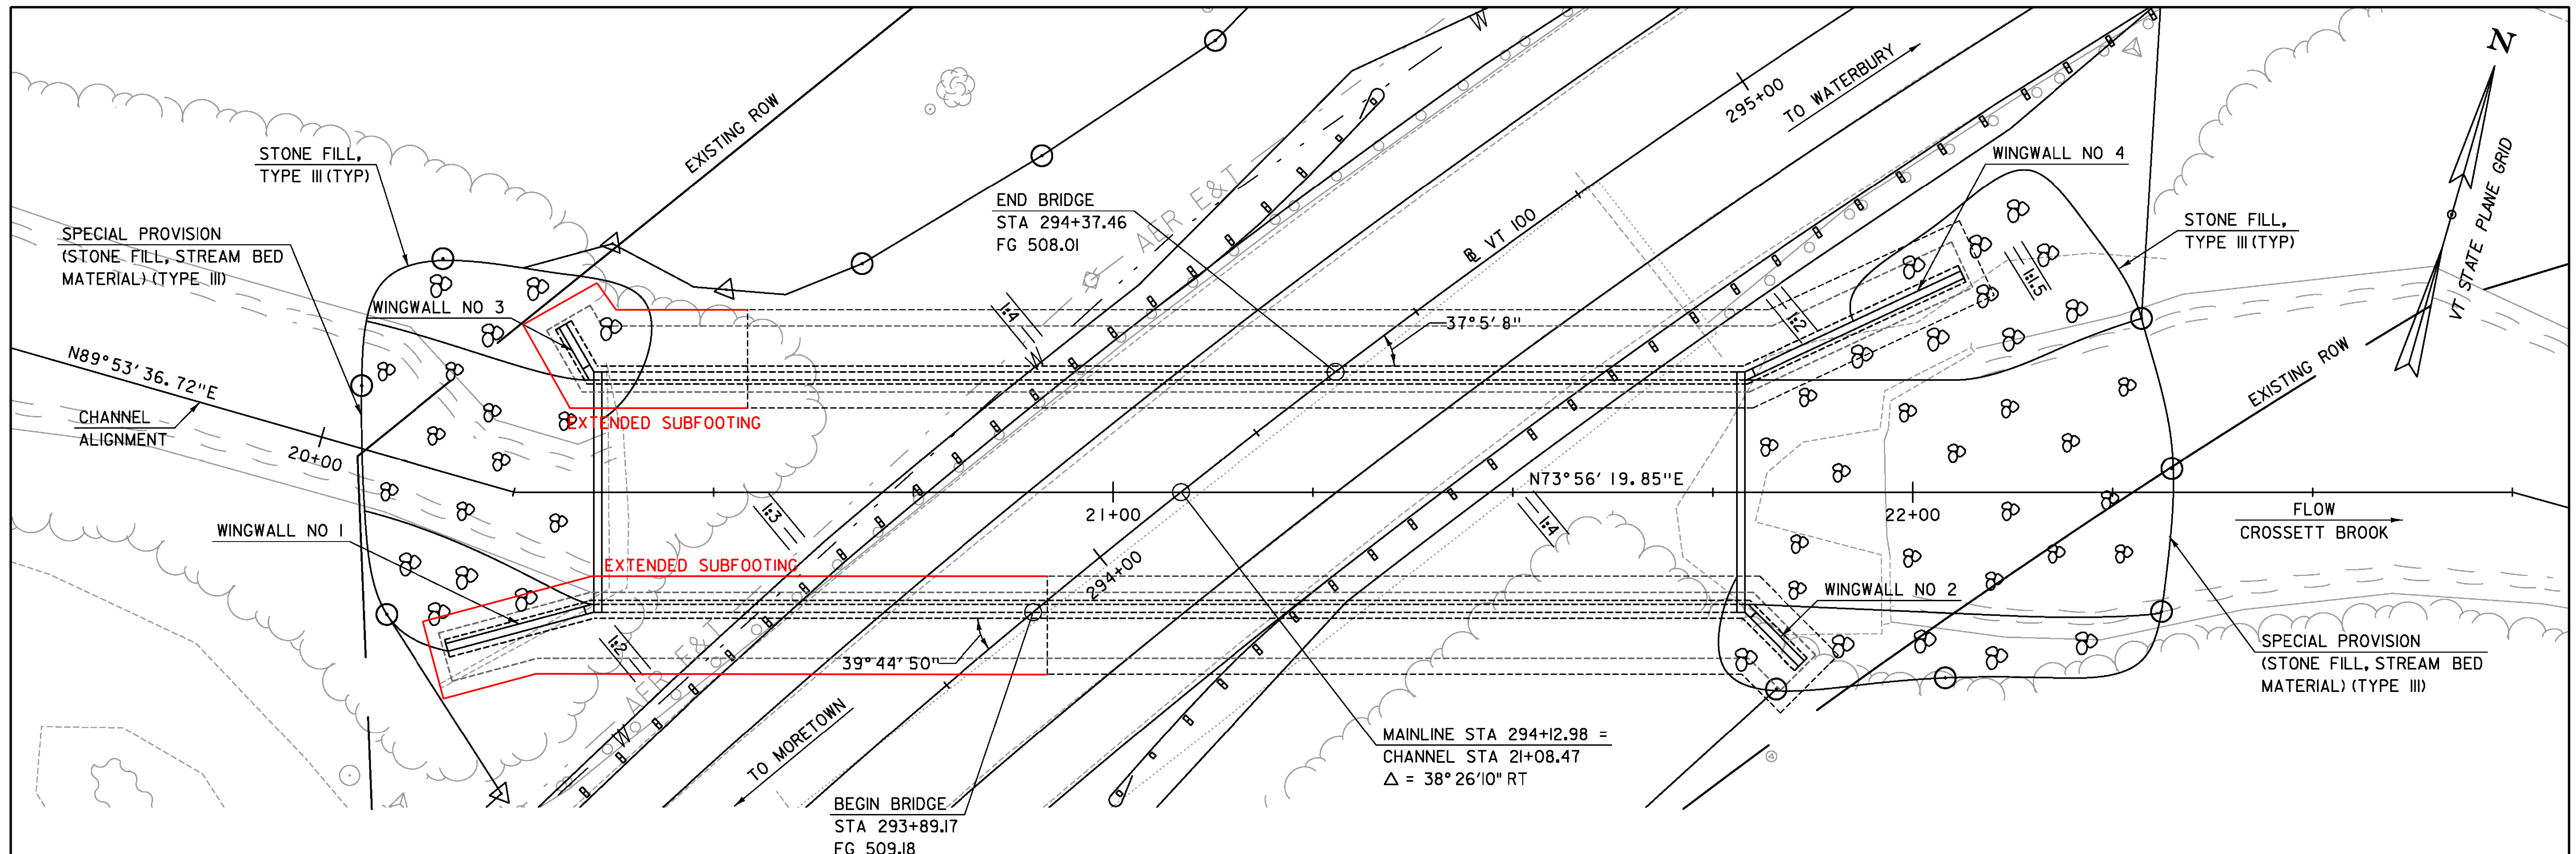 N
VT STATE PLANE GRID
STONE FILL,
TYPE III (TYP)
EXISTING ROW
AER E&T
W
295+00
TO WATERBURY
WINGWALL NO 4
END BRIDGE
STA 294+37.46
FG 508.01
STONE FILL,
TYPE III (TYP)
SPECIAL PROVISION
(STONE FILL, STREAM BED
MATERIAL) (TYPE III)
WINGWALL NO 3
℄ VT 100
1:4
1:2
1:1.5
37°5'8"
W
N89°53'36.72"E
CHANNEL
ALIGNMENT
20+00
EXTENDED SUBFOOTING
EXISTING ROW
N73°56'19.85"E
21+00
22+00
1:3
1:4
FLOW
CROSSETT BROOK
WINGWALL NO 1
EXTENDED SUBFOOTING
294+00
WINGWALL NO 2
1:2
39°44'50"
AER E&T
W
TO MORETOWN
SPECIAL PROVISION
(STONE FILL, STREAM BED
MATERIAL) (TYPE III)
MAINLINE STA 294+12.98 =
CHANNEL STA 21+08.47
Δ = 38°26'10" RT
BEGIN BRIDGE
STA 293+89.17
FG 509.18